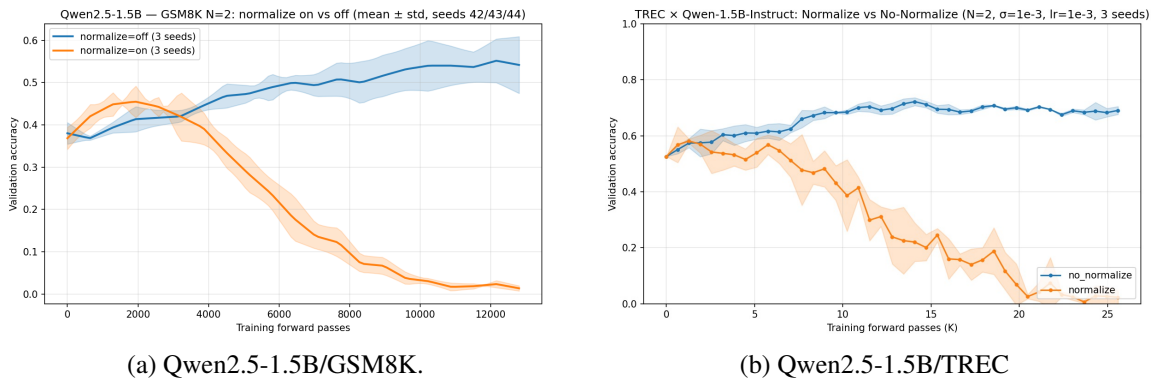 Qwen2.5-1.5B — GSM8K N=2: normalize on vs off (mean ± std, seeds 42/43/44)
normalize=off (3 seeds)
normalize=on (3 seeds)
0.6
0.5
0.4
0.3
0.2
0.1
0.0
Validation accuracy
0 2000 4000 6000 8000 10000 12000
Training forward passes
(a) Qwen2.5-1.5B/GSM8K.
TREC × Qwen-1.5B-Instruct: Normalize vs No-Normalize (N=2, σ=1e-3, lr=1e-3, 3 seeds)
1.0
0.8
0.6
0.4
0.2
0.0
Validation accuracy
no_normalize
normalize
0 5 10 15 20 25
Training forward passes (K)
(b) Qwen2.5-1.5B/TREC